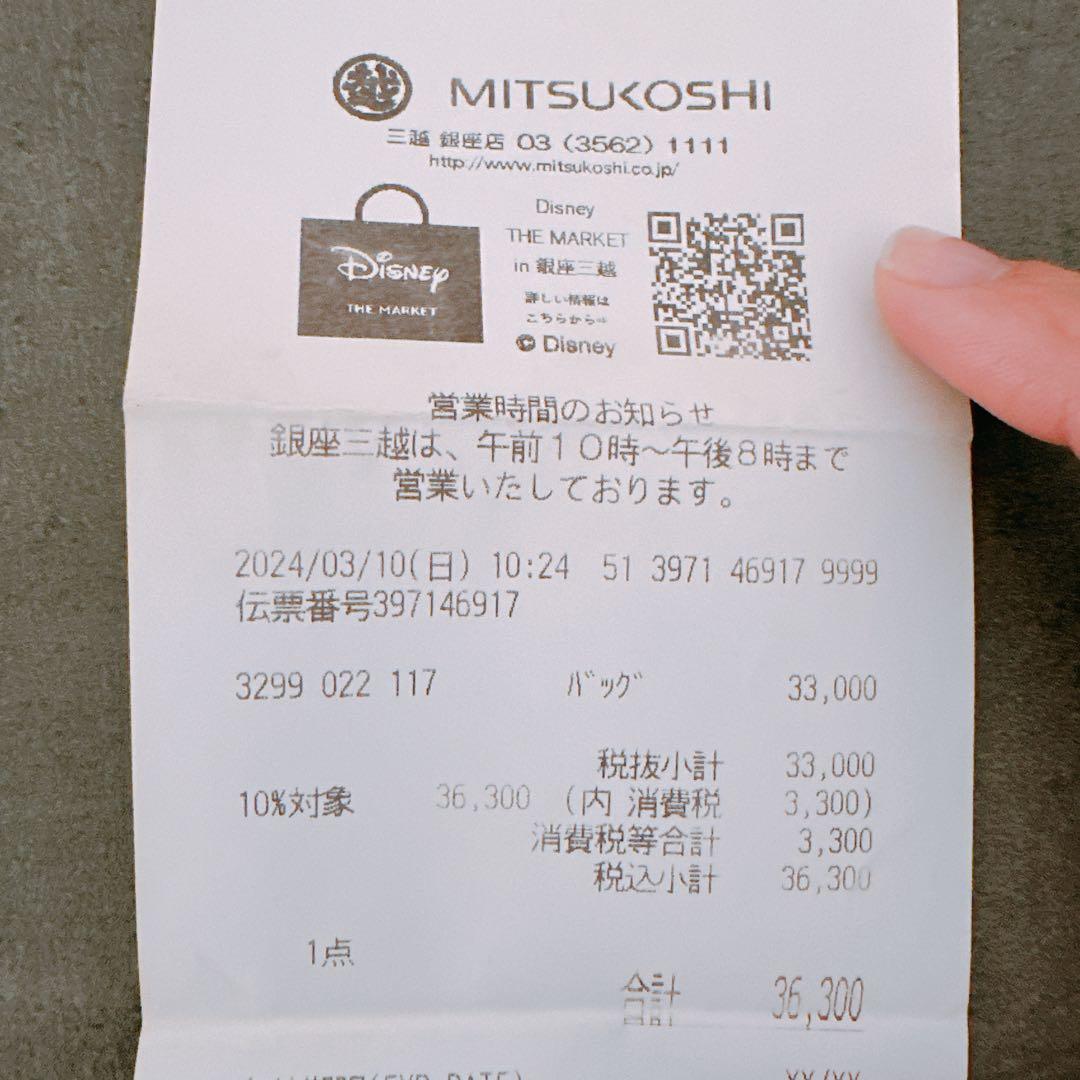 越 MITSUKOSHI
三越 銀座店 03 (3562) 1111
http://www.mitsukoshi.co.jp/
Disney
THE MARKET
Disney
THE MARKET
in 銀座三越
詳しい情報は
こちらから⇨
© Disney
営業時間のお知らせ
銀座三越は、午前10時～午後8時まで
営業いたしております。
2024/03/10(日) 10:24 51 3971 46917 9999
伝票番号397146917
3299 022 117 ﾊﾞｯｸﾞ 33,000
税抜小計 33,000
10%対象 36,300 (内 消費税 3,300)
消費税等合計 3,300
税込小計 36,300
1点
合計 36,300
(EXP.DATE) XX/XX